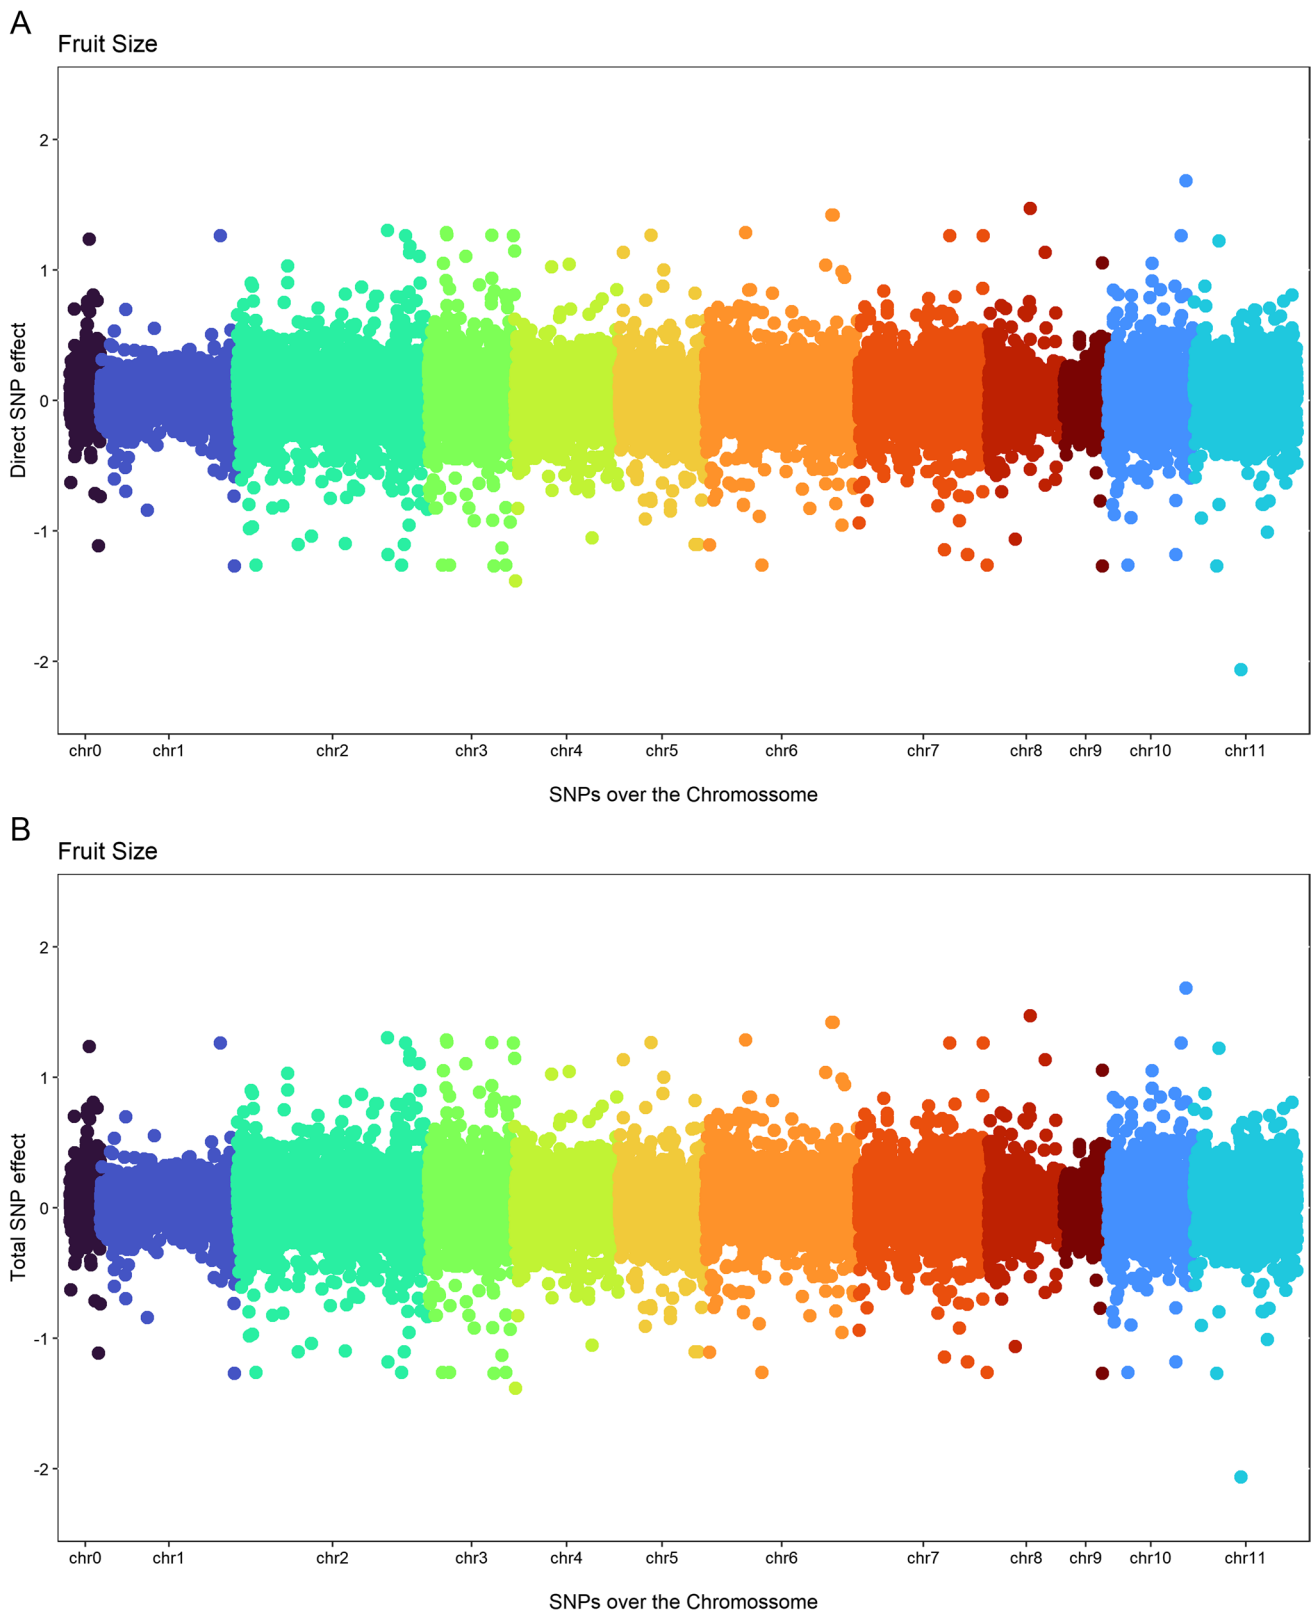 A
Fruit Size
2
1
0
-1
-2
Direct SNP effect
chr0 chr1 chr2 chr3 chr4 chr5 chr6 chr7 chr8 chr9 chr10 chr11
SNPs over the Chromossome
B
Fruit Size
2
1
0
-1
-2
Total SNP effect
chr0 chr1 chr2 chr3 chr4 chr5 chr6 chr7 chr8 chr9 chr10 chr11
SNPs over the Chromossome